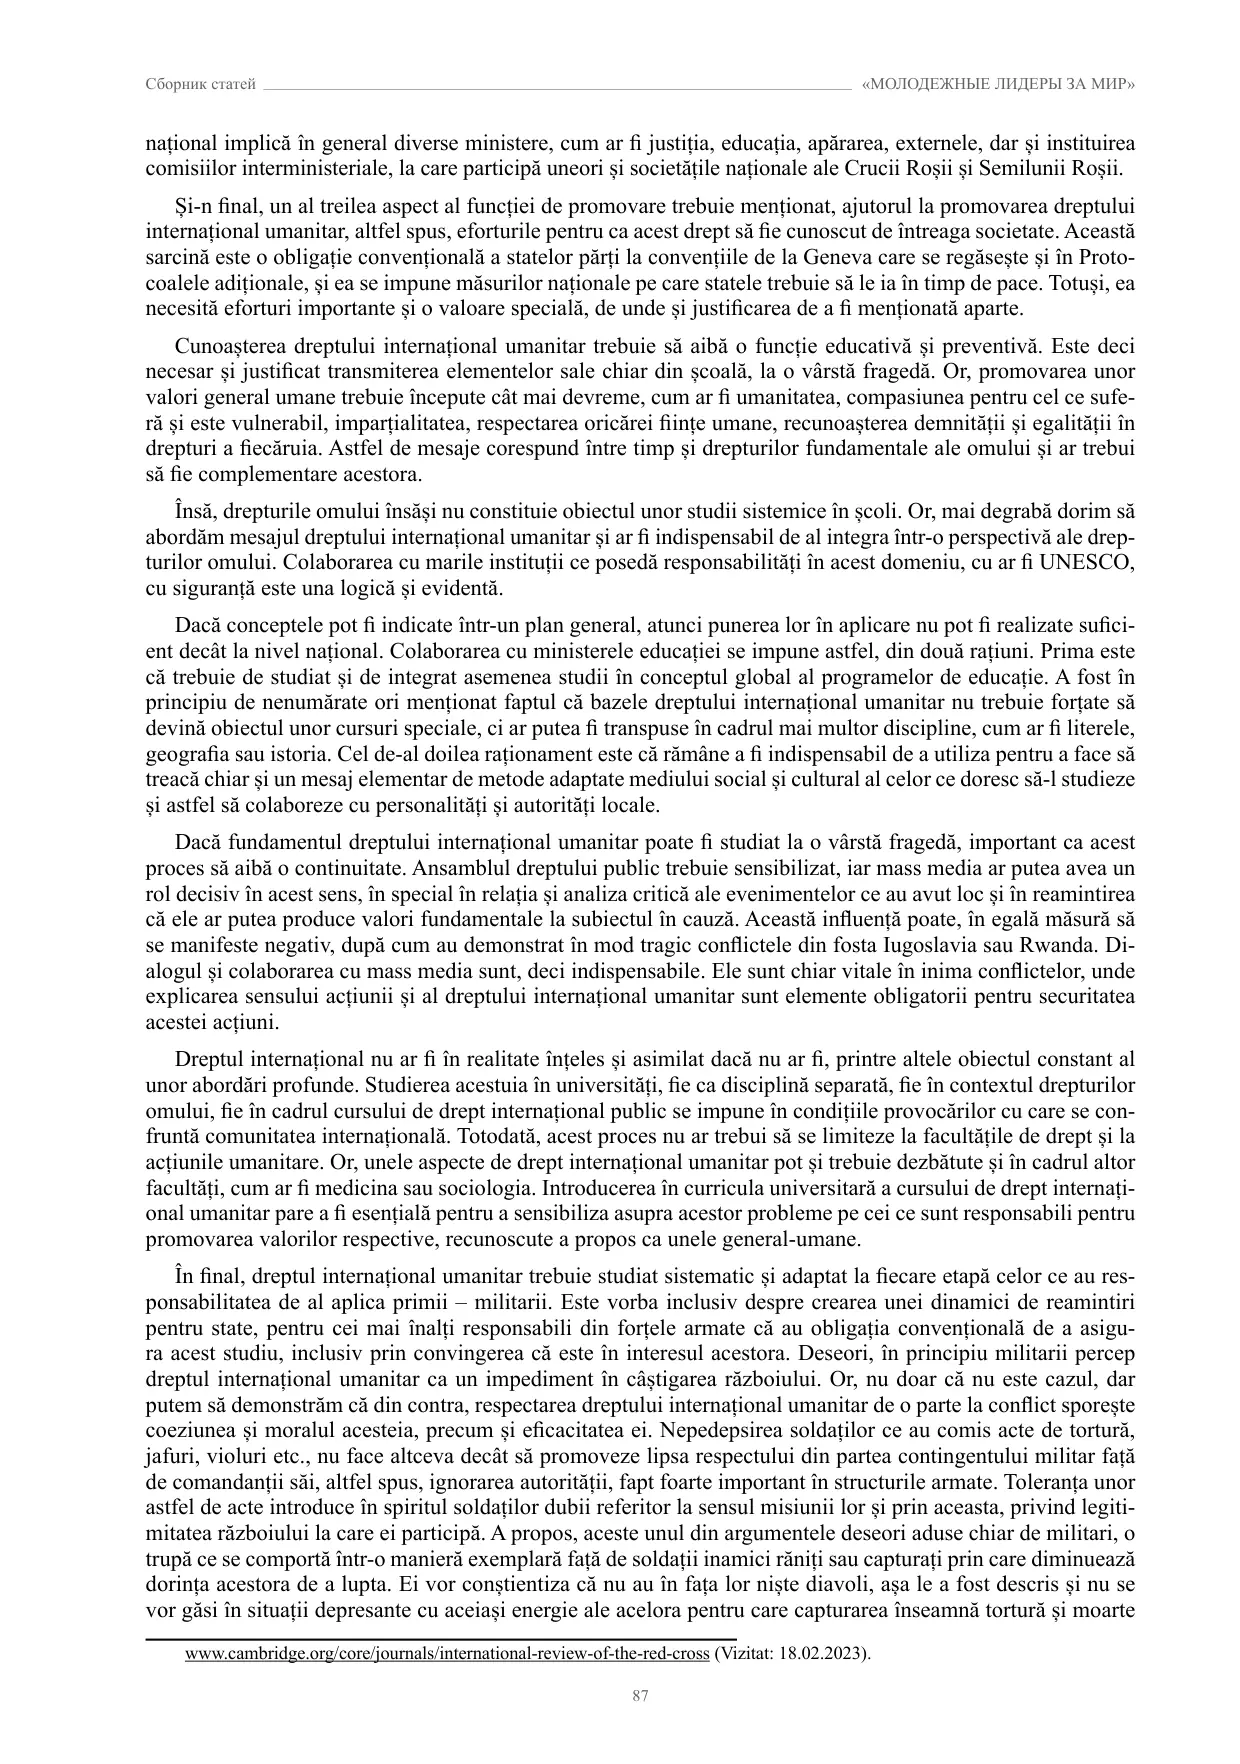 Сборник статей «МОЛОДЕЖНЫЕ ЛИДЕРЫ ЗА МИР»
național implică în general diverse ministere, cum ar fi justiția, educația, apărarea, externele, dar și instituirea
comisiilor interministeriale, la care participă uneori și societățile naționale ale Crucii Roșii și Semilunii Roșii.
Și-n final, un al treilea aspect al funcției de promovare trebuie menționat, ajutorul la promovarea dreptului
internațional umanitar, altfel spus, eforturile pentru ca acest drept să fie cunoscut de întreaga societate. Această
sarcină este o obligație convențională a statelor părți la convențiile de la Geneva care se regăsește și în Proto-
coalele adiționale, și ea se impune măsurilor naționale pe care statele trebuie să le ia în timp de pace. Totuși, ea
necesită eforturi importante și o valoare specială, de unde și justificarea de a fi menționată aparte.
Cunoașterea dreptului internațional umanitar trebuie să aibă o funcție educativă și preventivă. Este deci
necesar și justificat transmiterea elementelor sale chiar din școală, la o vârstă fragedă. Or, promovarea unor
valori general umane trebuie începute cât mai devreme, cum ar fi umanitatea, compasiunea pentru cel ce sufe-
ră și este vulnerabil, imparțialitatea, respectarea oricărei ființe umane, recunoașterea demnității și egalității în
drepturi a fiecăruia. Astfel de mesaje corespund între timp și drepturilor fundamentale ale omului și ar trebui
să fie complementare acestora.
Însă, drepturile omului însăși nu constituie obiectul unor studii sistemice în școli. Or, mai degrabă dorim să
abordăm mesajul dreptului internațional umanitar și ar fi indispensabil de al integra într-o perspectivă ale drep-
turilor omului. Colaborarea cu marile instituții ce posedă responsabilități în acest domeniu, cu ar fi UNESCO,
cu siguranță este una logică și evidentă.
Dacă conceptele pot fi indicate într-un plan general, atunci punerea lor în aplicare nu pot fi realizate sufici-
ent decât la nivel național. Colaborarea cu ministerele educației se impune astfel, din două rațiuni. Prima este
că trebuie de studiat și de integrat asemenea studii în conceptul global al programelor de educație. A fost în
principiu de nenumărate ori menționat faptul că bazele dreptului internațional umanitar nu trebuie forțate să
devină obiectul unor cursuri speciale, ci ar putea fi transpuse în cadrul mai multor discipline, cum ar fi literele,
geografia sau istoria. Cel de-al doilea raționament este că rămâne a fi indispensabil de a utiliza pentru a face să
treacă chiar și un mesaj elementar de metode adaptate mediului social și cultural al celor ce doresc să-l studieze
și astfel să colaboreze cu personalități și autorități locale.
Dacă fundamentul dreptului internațional umanitar poate fi studiat la o vârstă fragedă, important ca acest
proces să aibă o continuitate. Ansamblul dreptului public trebuie sensibilizat, iar mass media ar putea avea un
rol decisiv în acest sens, în special în relația și analiza critică ale evenimentelor ce au avut loc și în reamintirea
că ele ar putea produce valori fundamentale la subiectul în cauză. Această influență poate, în egală măsură să
se manifeste negativ, după cum au demonstrat în mod tragic conflictele din fosta Iugoslavia sau Rwanda. Di-
alogul și colaborarea cu mass media sunt, deci indispensabile. Ele sunt chiar vitale în inima conflictelor, unde
explicarea sensului acțiunii și al dreptului internațional umanitar sunt elemente obligatorii pentru securitatea
acestei acțiuni.
Dreptul internațional nu ar fi în realitate înțeles și asimilat dacă nu ar fi, printre altele obiectul constant al
unor abordări profunde. Studierea acestuia în universități, fie ca disciplină separată, fie în contextul drepturilor
omului, fie în cadrul cursului de drept internațional public se impune în condițiile provocărilor cu care se con-
fruntă comunitatea internațională. Totodată, acest proces nu ar trebui să se limiteze la facultățile de drept și la
acțiunile umanitare. Or, unele aspecte de drept internațional umanitar pot și trebuie dezbătute și în cadrul altor
facultăți, cum ar fi medicina sau sociologia. Introducerea în curricula universitară a cursului de drept internați-
onal umanitar pare a fi esențială pentru a sensibiliza asupra acestor probleme pe cei ce sunt responsabili pentru
promovarea valorilor respective, recunoscute a propos ca unele general-umane.
În final, dreptul internațional umanitar trebuie studiat sistematic și adaptat la fiecare etapă celor ce au res-
ponsabilitatea de al aplica primii – militarii. Este vorba inclusiv despre crearea unei dinamici de reamintiri
pentru state, pentru cei mai înalți responsabili din forțele armate că au obligația convențională de a asigu-
ra acest studiu, inclusiv prin convingerea că este în interesul acestora. Deseori, în principiu militarii percep
dreptul internațional umanitar ca un impediment în câștigarea războiului. Or, nu doar că nu este cazul, dar
putem să demonstrăm că din contra, respectarea dreptului internațional umanitar de o parte la conflict sporește
coeziunea și moralul acesteia, precum și eficacitatea ei. Nepedepsirea soldaților ce au comis acte de tortură,
jafuri, violuri etc., nu face altceva decât să promoveze lipsa respectului din partea contingentului militar față
de comandanții săi, altfel spus, ignorarea autorității, fapt foarte important în structurile armate. Toleranța unor
astfel de acte introduce în spiritul soldaților dubii referitor la sensul misiunii lor și prin aceasta, privind legiti-
mitatea războiului la care ei participă. A propos, aceste unul din argumentele deseori aduse chiar de militari, o
trupă ce se comportă într-o manieră exemplară față de soldații inamici răniți sau capturați prin care diminuează
dorința acestora de a lupta. Ei vor conștientiza că nu au în fața lor niște diavoli, așa le a fost descris și nu se
vor găsi în situații depresante cu aceiași energie ale acelora pentru care capturarea înseamnă tortură și moarte
www.cambridge.org/core/journals/international-review-of-the-red-cross (Vizitat: 18.02.2023).
87